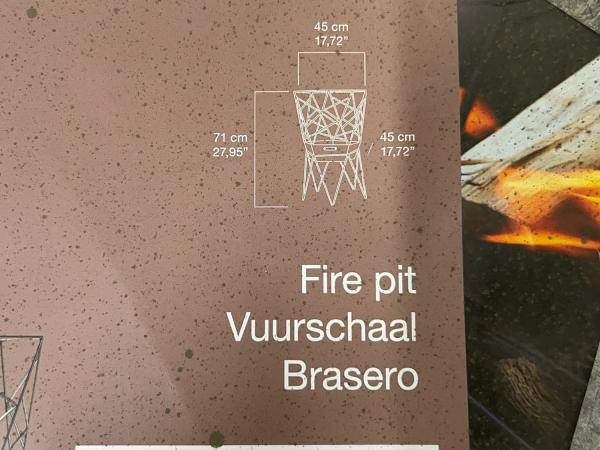 45 cm
17,72”
71 cm
27,95”
45 cm
17,72”
Fire pit
Vuurschaal
Brasero